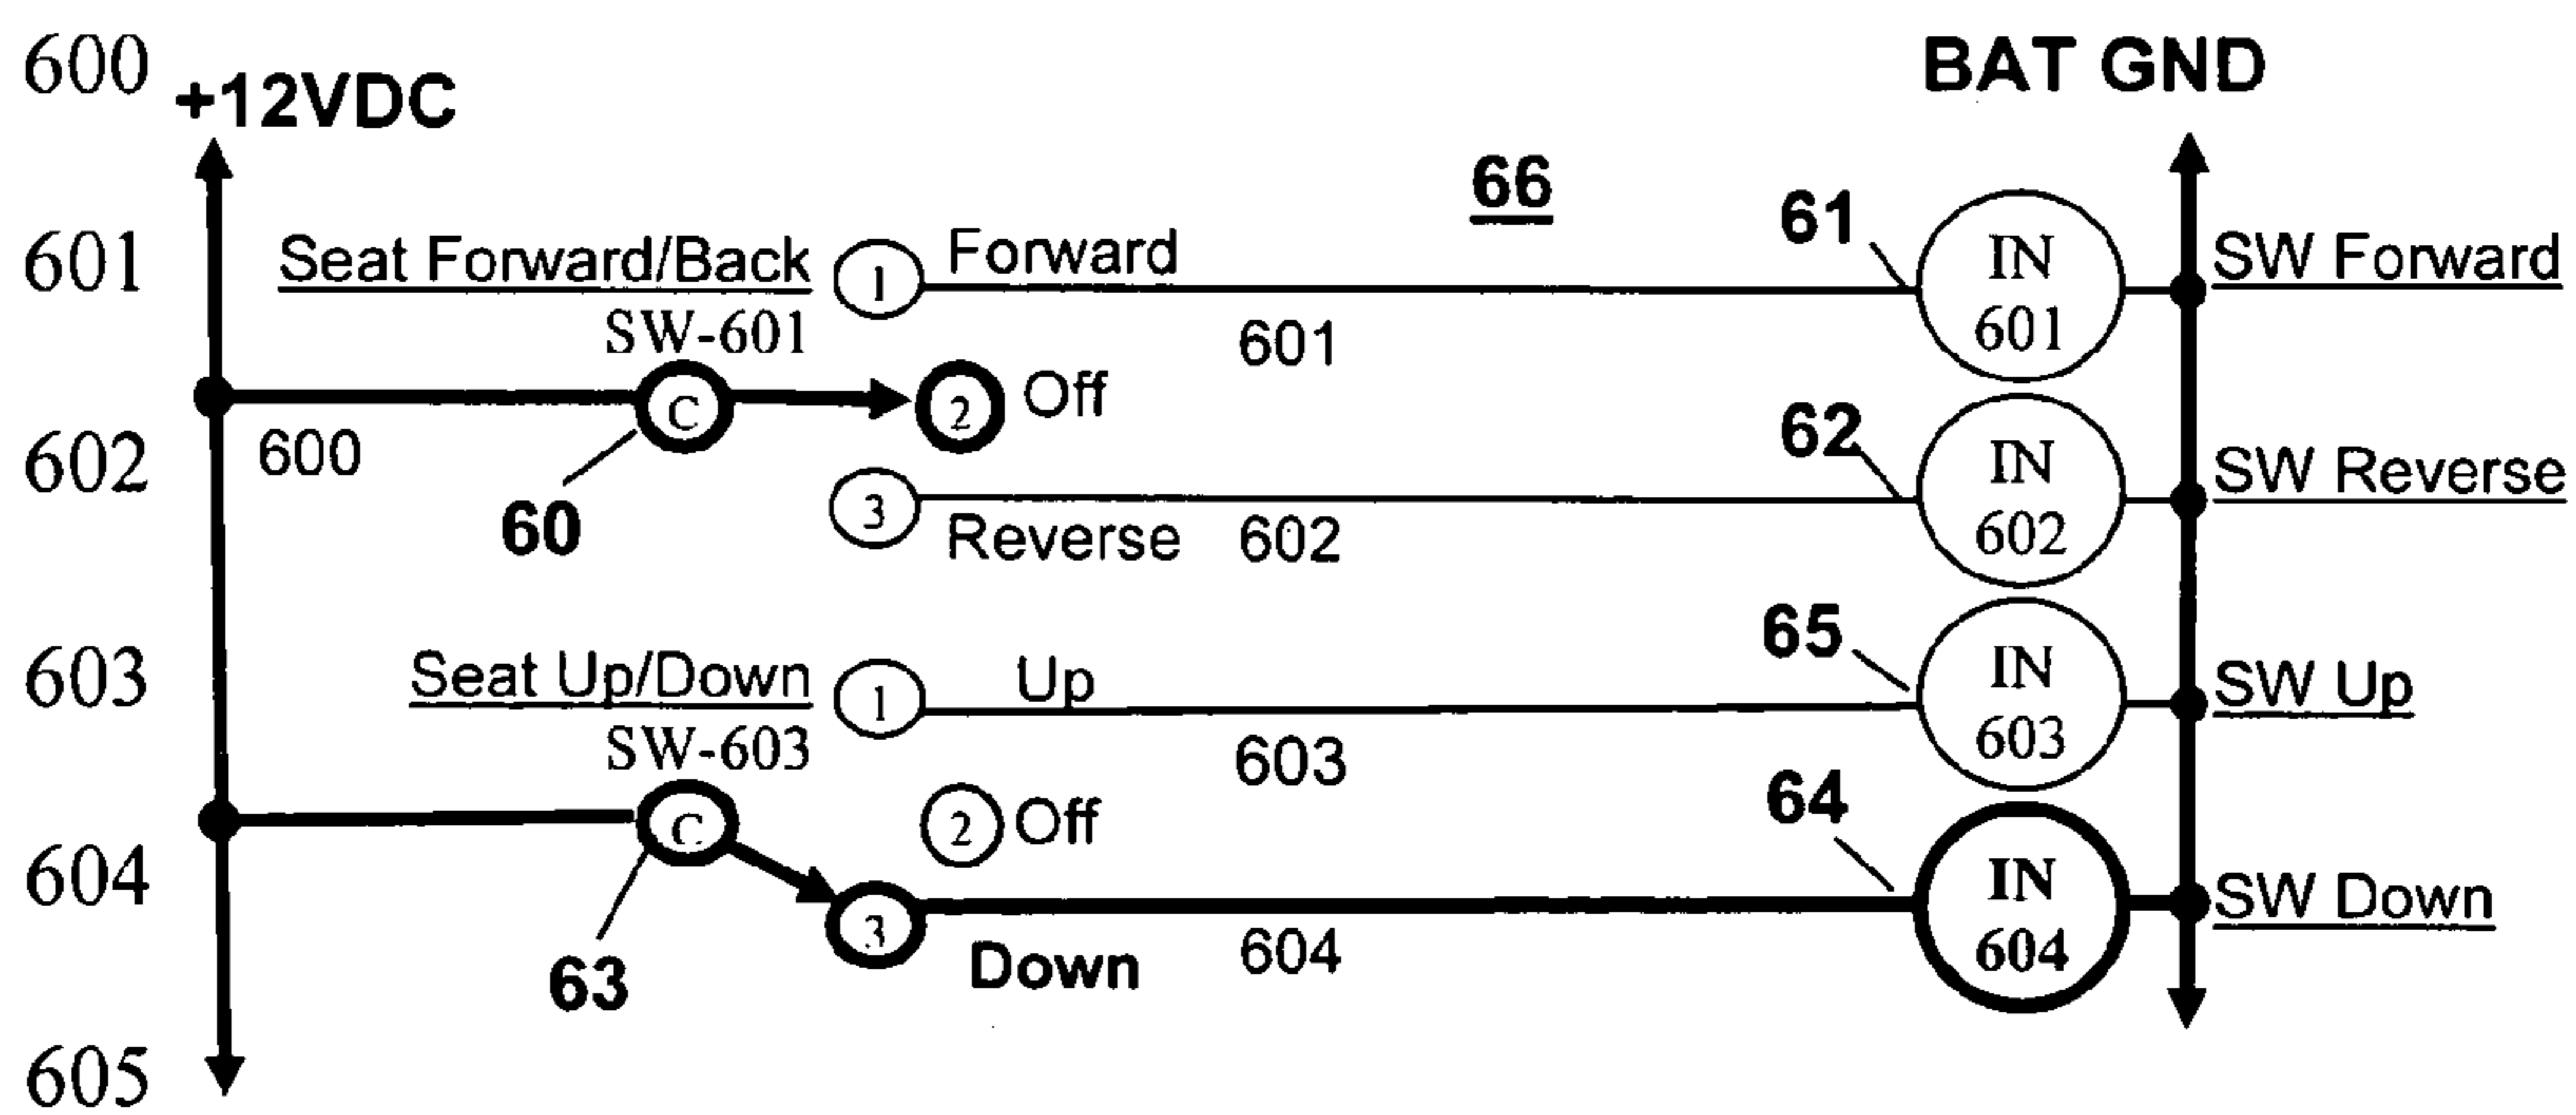 600 +12VDC BAT GND
66
601 Seat Forward/Back 1 Forward 61 IN 601 SW Forward
SW-601 601
C 2 Off
602 600 62 IN 602 SW Reverse
60 3 Reverse 602
65
603 Seat Up/Down 1 Up IN 603 SW Up
SW-603 603
C 2 Off 64
604 IN 604 SW Down
63 3 Down 604
605